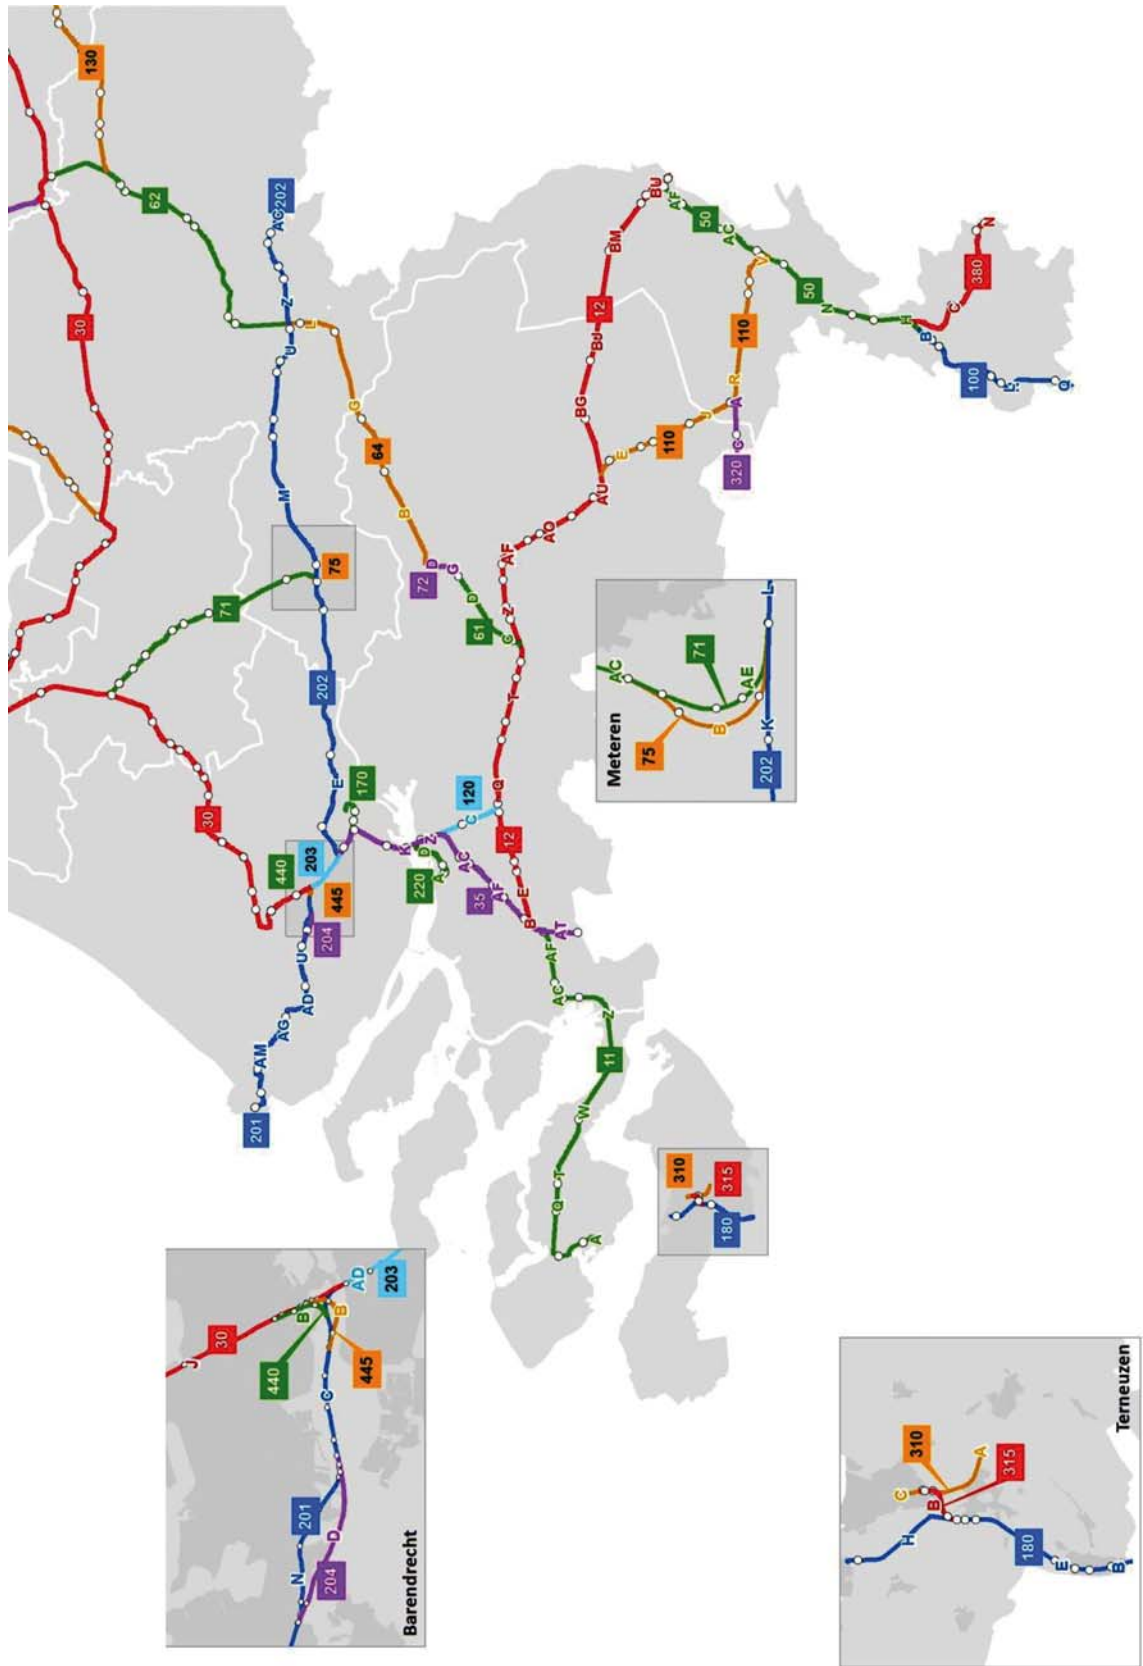 130
62
30
AC
202
Z
U
L
G
64
B
M
75
71
202
E
30
440
203
445
204
170
U
AD
AG
AM
201
D
72
G
D
61
C
Z
AF
AO
AU
BG
BJ
12
BM
BU
AF
50
AC
V
50
N
H
B
C
380
N
100
Q
110
R
A
J
110
E
C
320
T
Q
120
C
12
K
Z
D
A
220
AC
AF
35
E
B
AT
AF
AC
Z
11
W
T
Q
A
310
315
180
Meteren
AC
71
AE
B
75
K
L
202
Barendrecht
J
30
B
440
B
445
AD
203
C
201
D
N
204
Terneuzen
C
310
A
B
315
H
180
E
B